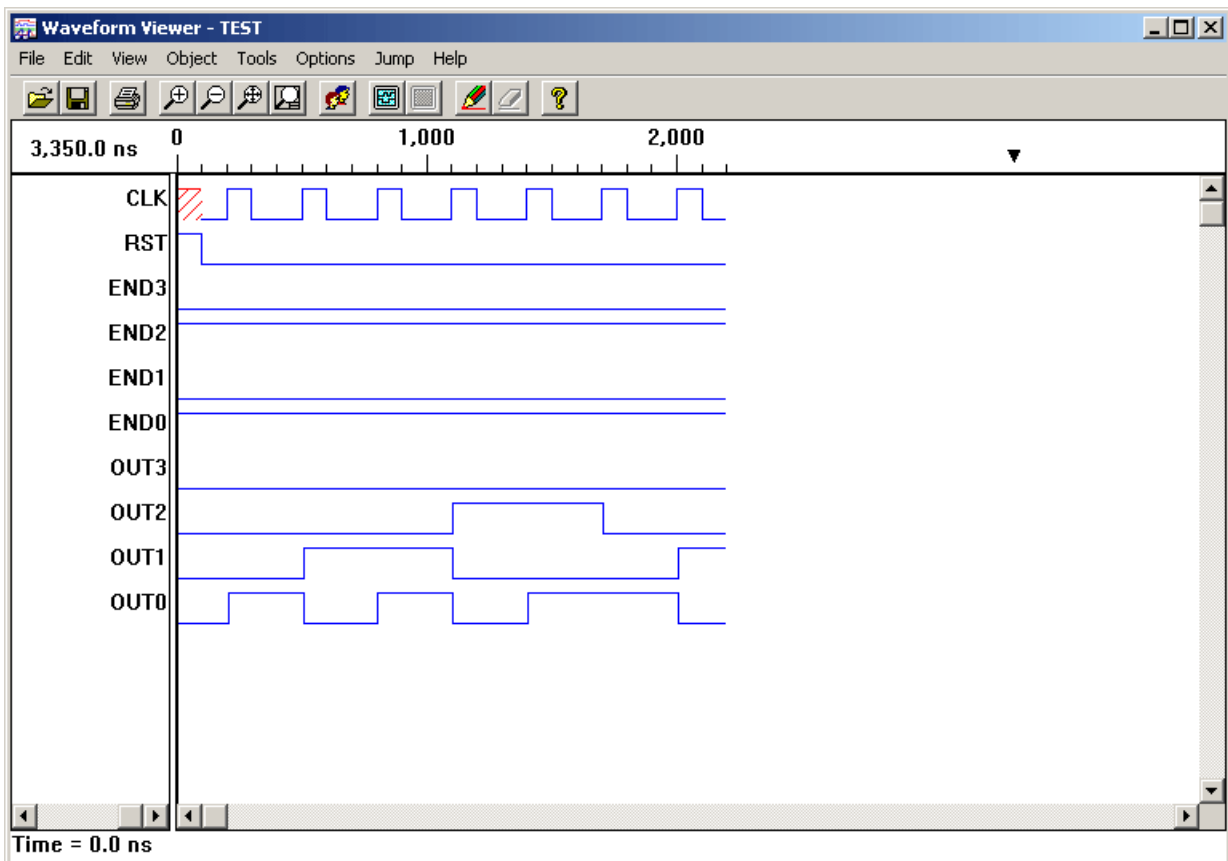 Waveform Viewer - TEST
File Edit View Object Tools Options Jump Help
3,350.0 ns
0 1,000 2,000
CLK
RST
END3
END2
END1
END0
OUT3
OUT2
OUT1
OUT0
Time = 0.0 ns